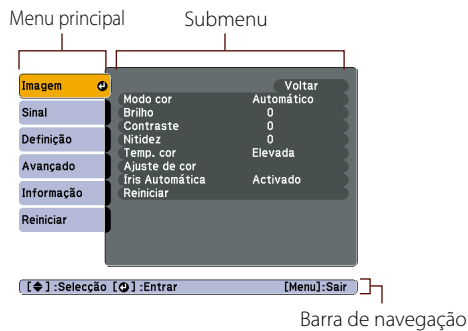 Menu principal
Submenu
Imagem
Sinal
Definição
Avançado
Informação
Reiniciar
Voltar
Modo cor Automático
Brilho 0
Contraste 0
Nitidez 0
Temp. cor Elevada
Ajuste de cor
Íris Automática Activado
Reiniciar
[ ] :Selecção [ ] :Entrar [Menu]:Sair
Barra de navegação